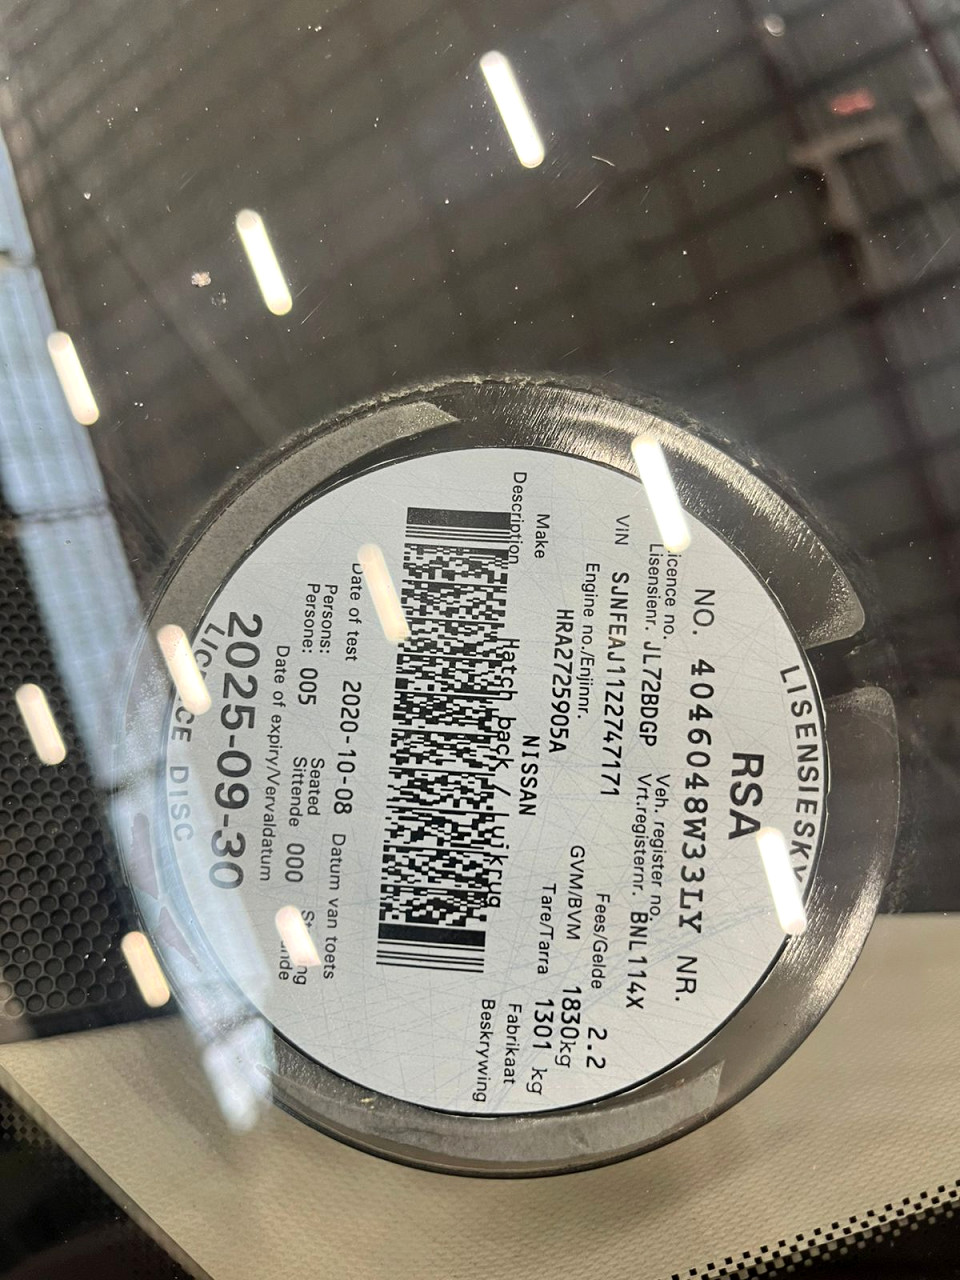 LISENSIESKY
RSA
NO. 4046048W33LY NR.
icence no. Veh. register no.
Lisensienr. JL72BDGP Vrt.registernr. BNL114X
VIN SJNFEAJ11Z2747171 Fees/Gelde 2.2
Engine no./Enjinnr. GVM/BVM 1830kg
HRA2725905A Tare/Tarra 1301 kg
Make NISSAN Fabrikaat
Description Hatch back / Luikrug Beskrywing
Date of test 2020-10-08 Datum van toets
Persons: Seated ng
Persone: 005 Sittende 000 nde
Date of expiry/Vervaldatum
2025-09-30
CE DISC